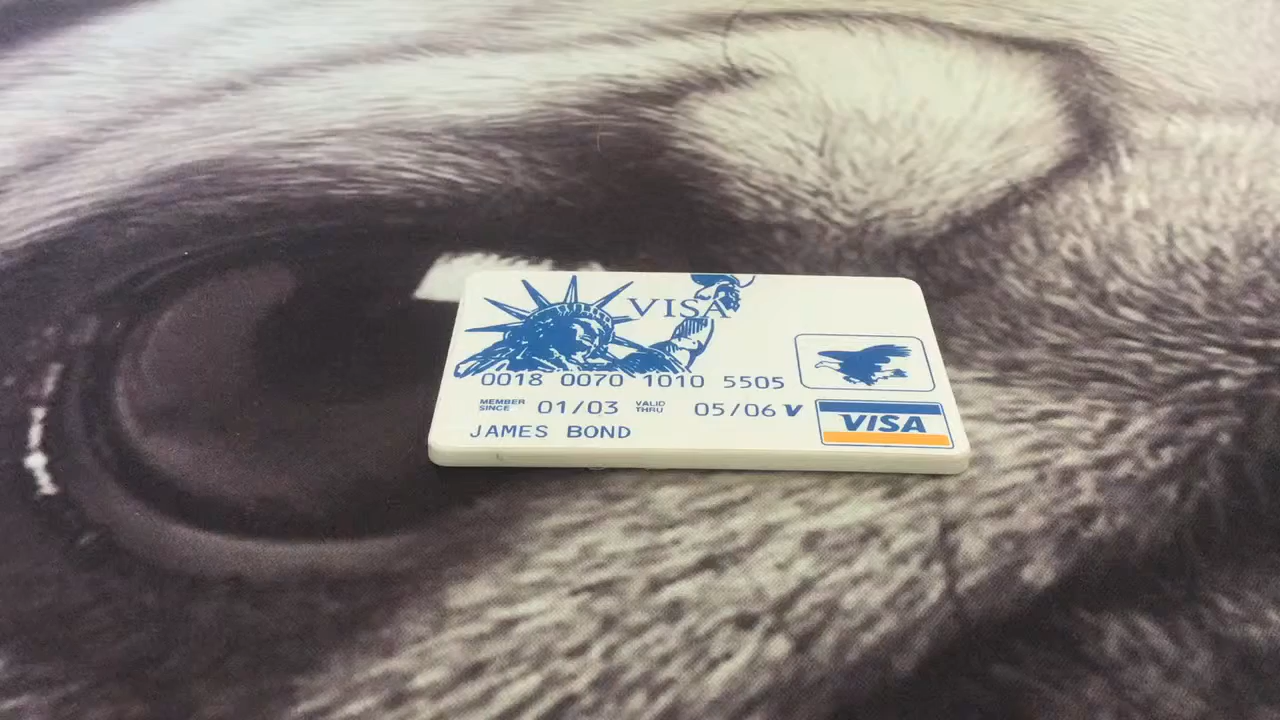 VISA
0018 0070 1010 5505
MEMBER SINCE 01/03 VALID THRU 05/06 V
JAMES BOND
VISA